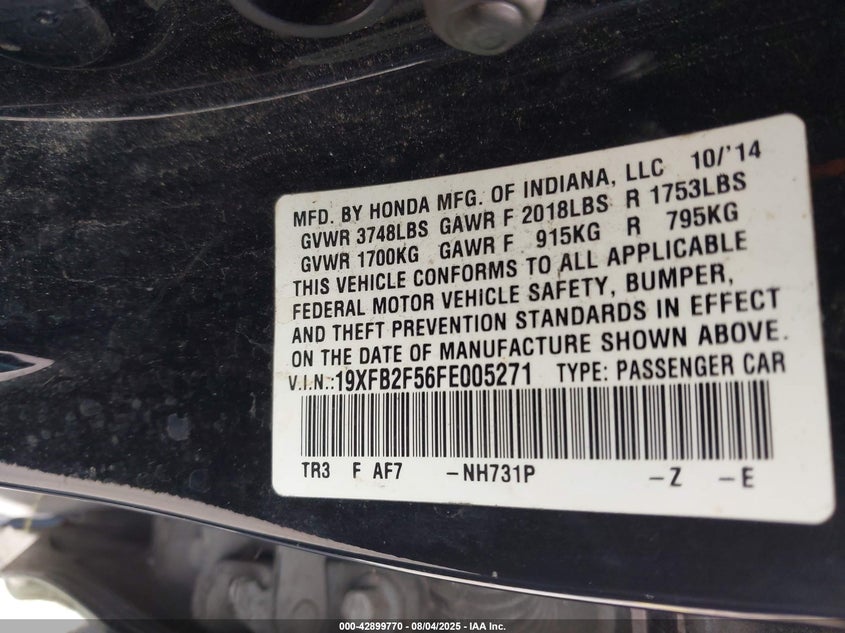 MFD. BY HONDA MFG. OF INDIANA, LLC 10/'14
GVWR 3748LBS GAWR F 2018LBS R 1753LBS
GVWR 1700KG GAWR F 915KG R 795KG
THIS VEHICLE CONFORMS TO ALL APPLICABLE
FEDERAL MOTOR VEHICLE SAFETY, BUMPER,
AND THEFT PREVENTION STANDARDS IN EFFECT
ON THE DATE OF MANUFACTURE SHOWN ABOVE.
V.I.N.:19XFB2F56FE005271 TYPE: PASSENGER CAR
TR3 F AF7 -NH731P -Z -E
000-42899770 - 08/04/2025 - IAA Inc.